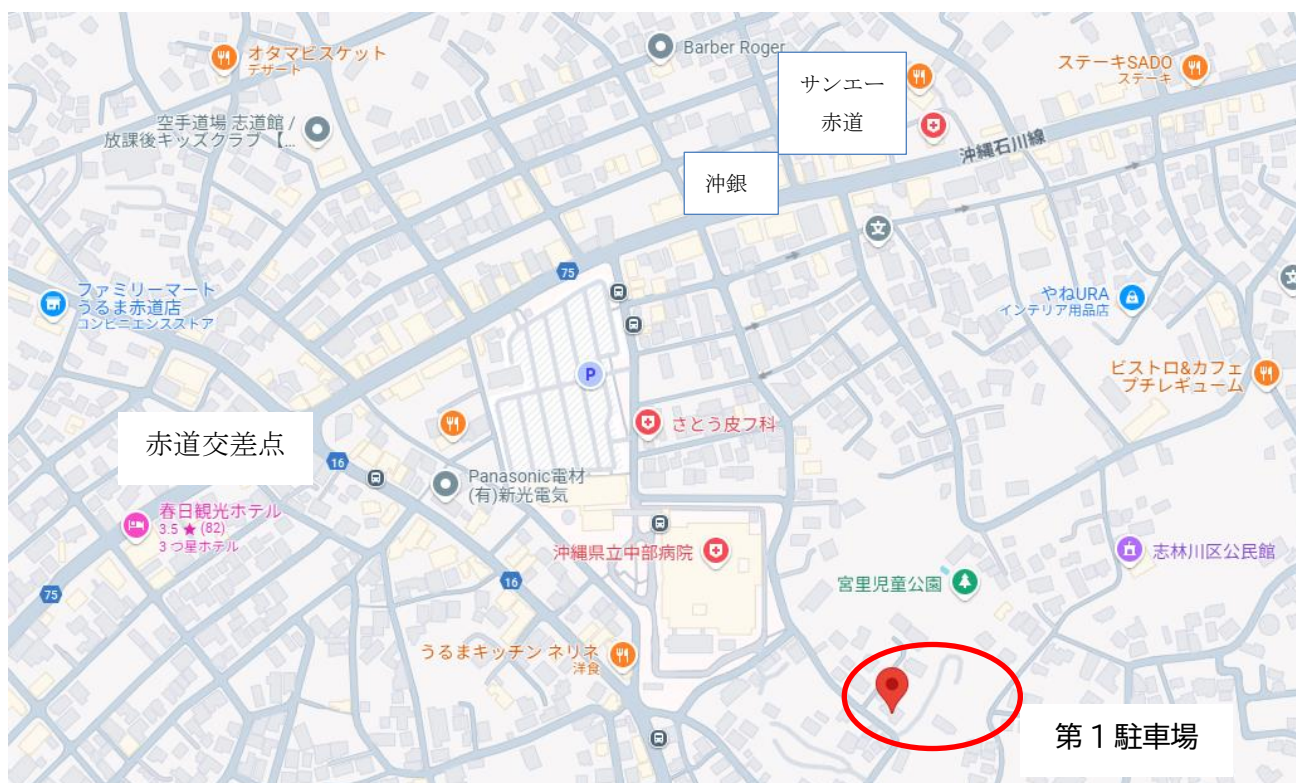 オタマビスケット
デザート
Barber Roger
サンエー
赤道
ステーキSADO
ステーキ
空手道場 志道館 /
放課後キッズクラブ 【...
沖縄石川線
沖銀
文
75
ファミリーマート
うるま赤道店
コンビニエンスストア
やねURA
インテリア用品店
文
P
ビストロ&カフェ
プチレギューム
さとう皮フ科
赤道交差点
16
Panasonic電材
(有)新光電気
春日観光ホテル
3.5 ★ (82)
3 つ星ホテル
沖縄県立中部病院
志林川区公民館
16
宮里児童公園
75
うるまキッチン ネリネ
洋食
第1駐車場